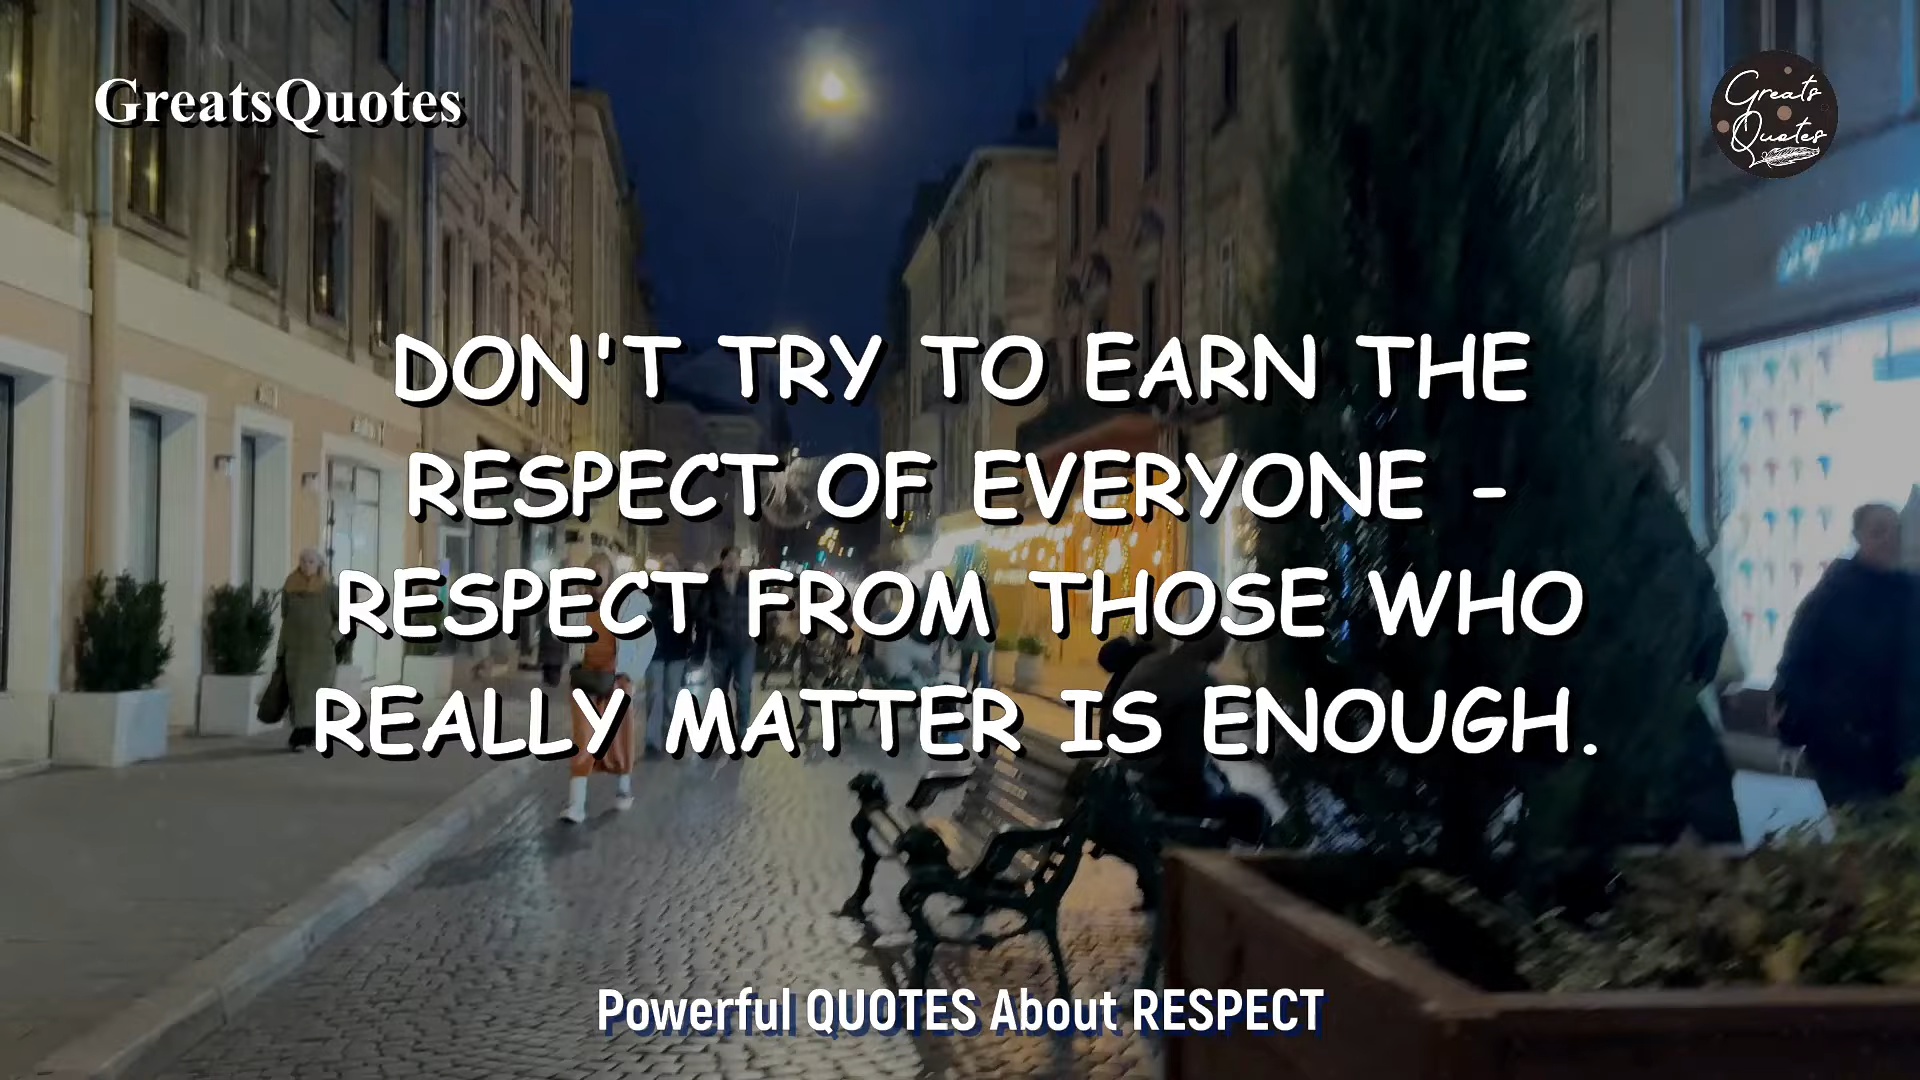 GreatsQuotes
Greats
Quotes
DON'T TRY TO EARN THE
RESPECT OF EVERYONE -
RESPECT FROM THOSE WHO
REALLY MATTER IS ENOUGH.
Powerful QUOTES About RESPECT